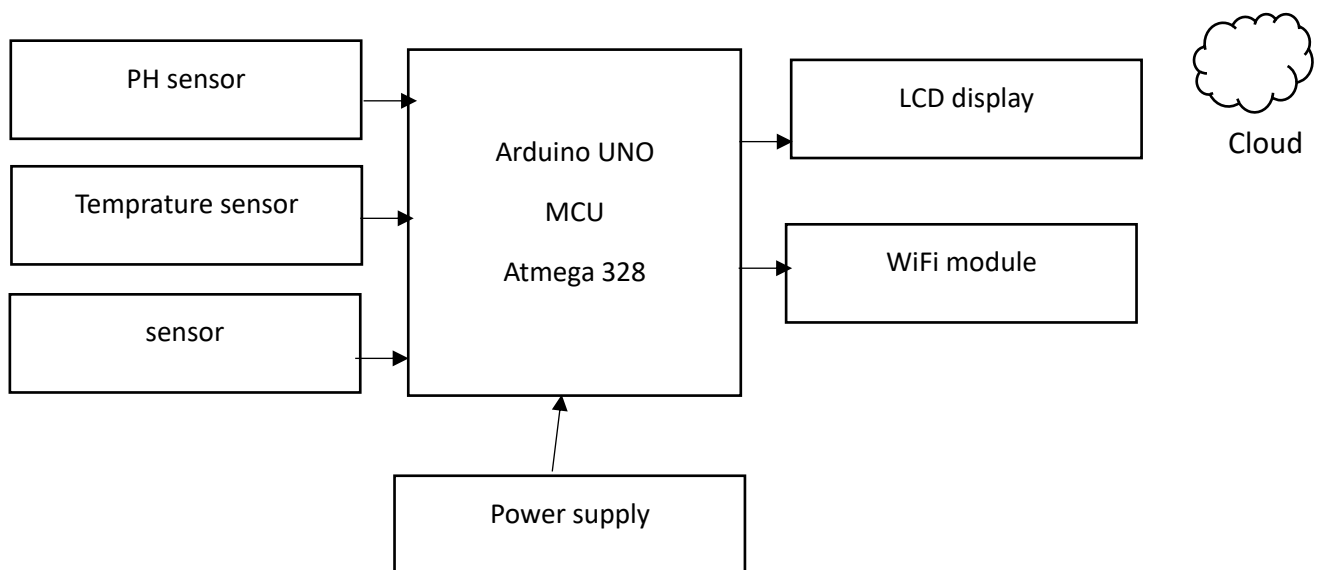 PH sensor
Temprature sensor
sensor
Arduino UNO
MCU
Atmega 328
LCD display
WiFi module
Cloud
Power supply